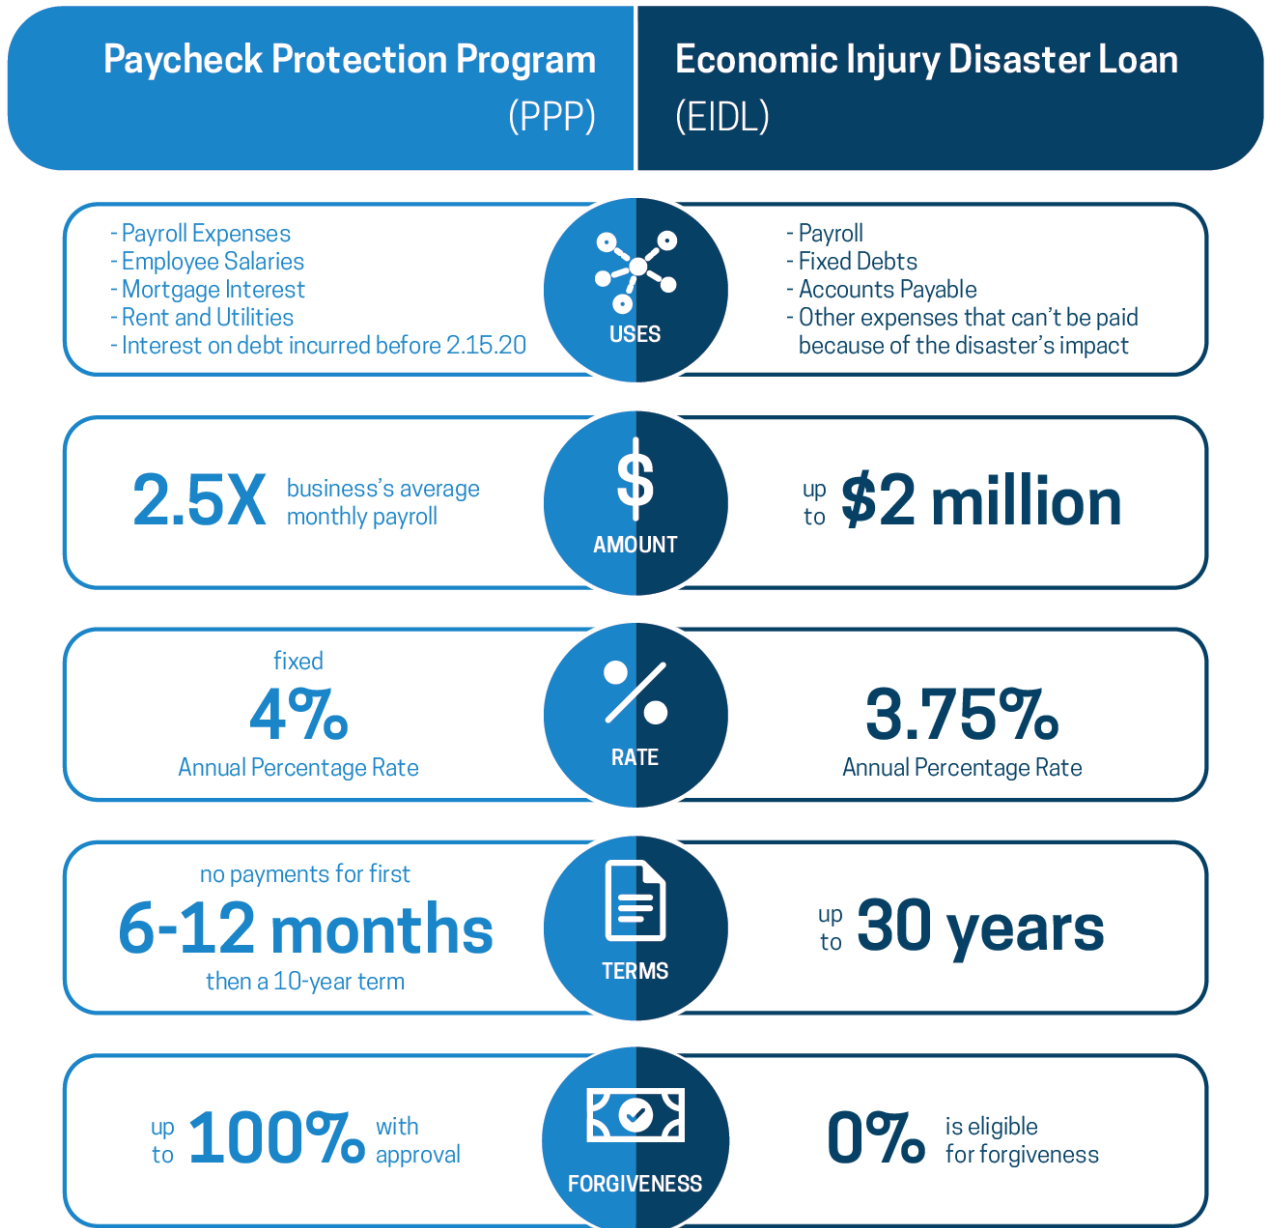 Paycheck Protection Program
(PPP)
Economic Injury Disaster Loan
(EIDL)
- Payroll Expenses
- Employee Salaries
- Mortgage Interest
- Rent and Utilities
- Interest on debt incurred before 2.15.20
USES
- Payroll
- Fixed Debts
- Accounts Payable
- Other expenses that can't be paid
because of the disaster's impact
2.5X
business's average
monthly payroll
$
AMOUNT
up
to
$2 million
fixed
4%
Annual Percentage Rate
%
RATE
3.75%
Annual Percentage Rate
no payments for first
6-12 months
then a 10-year term
TERMS
up
to
30 years
up
to
100%
with
approval
FORGIVENESS
0%
is eligible
for forgiveness